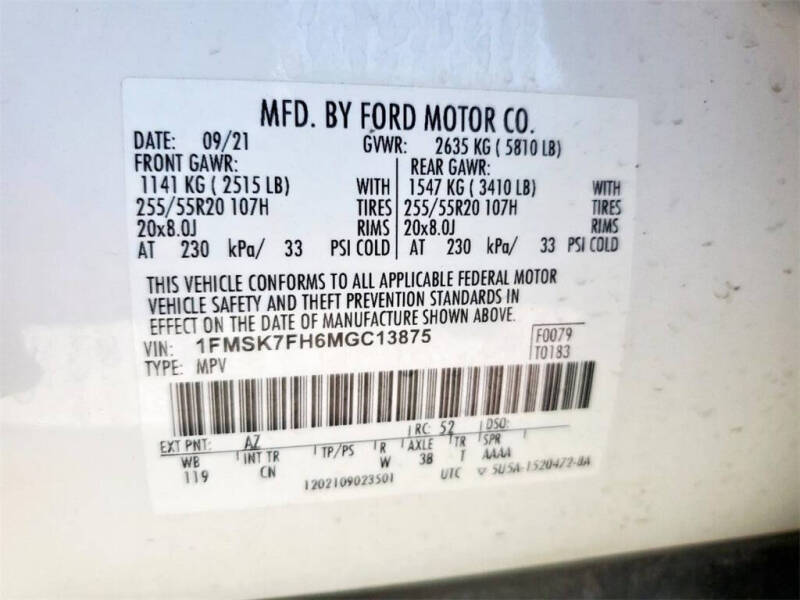 MFD. BY FORD MOTOR CO.
DATE: 09/21 GVWR: 2635 KG ( 5810 LB)
FRONT GAWR: REAR GAWR:
1141 KG ( 2515 LB) WITH 1547 KG ( 3410 LB) WITH
255/55R20 107H TIRES 255/55R20 107H TIRES
20x8.0J RIMS 20x8.0J RIMS
AT 230 kPa/ 33 PSI COLD AT 230 kPa/ 33 PSI COLD
THIS VEHICLE CONFORMS TO ALL APPLICABLE FEDERAL MOTOR
VEHICLE SAFETY AND THEFT PREVENTION STANDARDS IN
EFFECT ON THE DATE OF MANUFACTURE SHOWN ABOVE.
VIN: 1FMSK7FH6MGC13875 F0079
TYPE: MPV T0183
EXT PNT: AZ RC: 52 DSO:
WB INT TR TP/PS R AXLE TR SPR
119 CN W 38 T AAAA
1202109023501 UTC ▽ 5U5A-1520472-BA